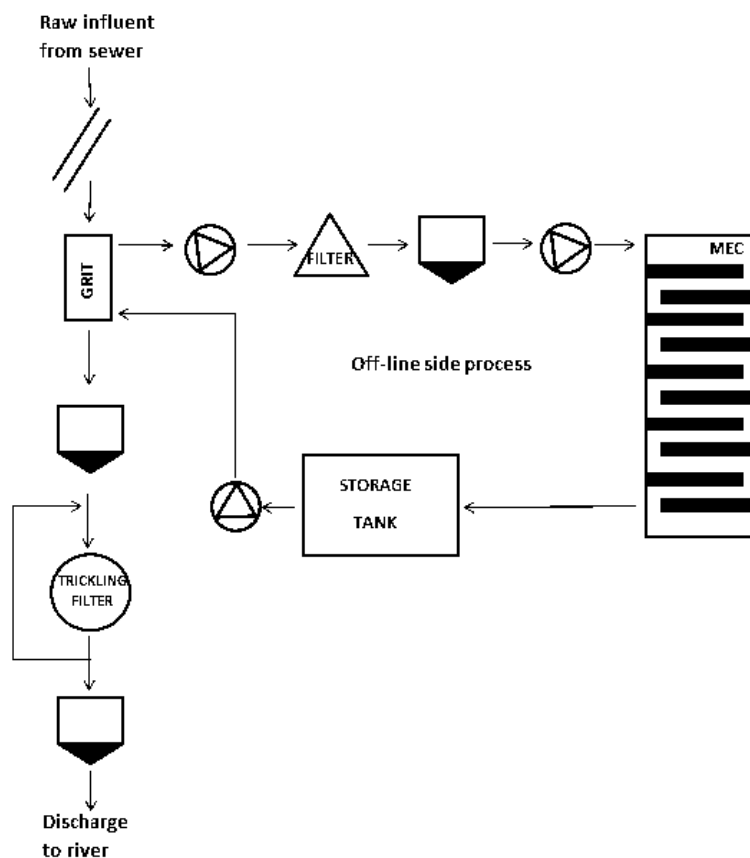 Raw influent
from sewer
GRIT
FILTER
MEC
Off-line side process
STORAGE
TANK
TRICKLING
FILTER
Discharge
to river